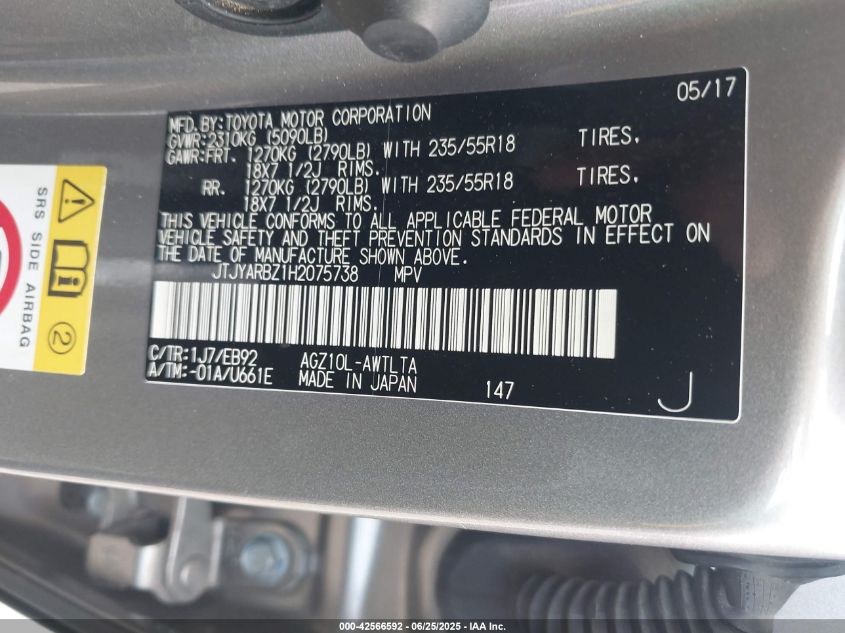 05/17
MFD.BY:TOYOTA MOTOR CORPORATION
GVWR:2310KG (5090LB)
GAWR:FRT. 1270KG (2790LB) WITH 235/55R18 TIRES.
18X7 1/2J RIMS.
RR. 1270KG (2790LB) WITH 235/55R18 TIRES.
18X7 1/2J RIMS.
THIS VEHICLE CONFORMS TO ALL APPLICABLE FEDERAL MOTOR
VEHICLE SAFETY AND THEFT PREVENTION STANDARDS IN EFFECT ON
THE DATE OF MANUFACTURE SHOWN ABOVE.
JTJYARBZ1H2075738 MPV
C/TR:1J7/EB92 AGZ10L-AWTLTA
A/TM:-01A/U661E MADE IN JAPAN 147 J
SRS SIDE AIRBAG
2
000-42566592 - 06/25/2025 - IAA Inc.